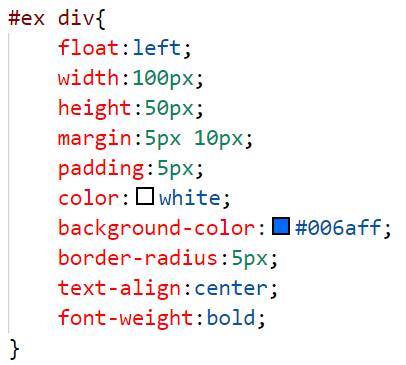 #ex div{
float:left;
width:100px;
height:50px;
margin:5px 10px;
padding:5px;
color:white;
background-color:#006aff;
border-radius:5px;
text-align:center;
font-weight:bold;
}